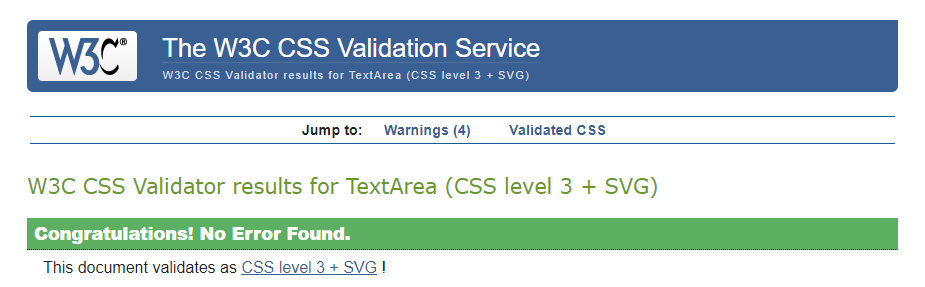 W3C® The W3C CSS Validation Service
W3C CSS Validator results for TextArea (CSS level 3 + SVG)
Jump to: Warnings (4) Validated CSS
W3C CSS Validator results for TextArea (CSS level 3 + SVG)
Congratulations! No Error Found.
This document validates as CSS level 3 + SVG !